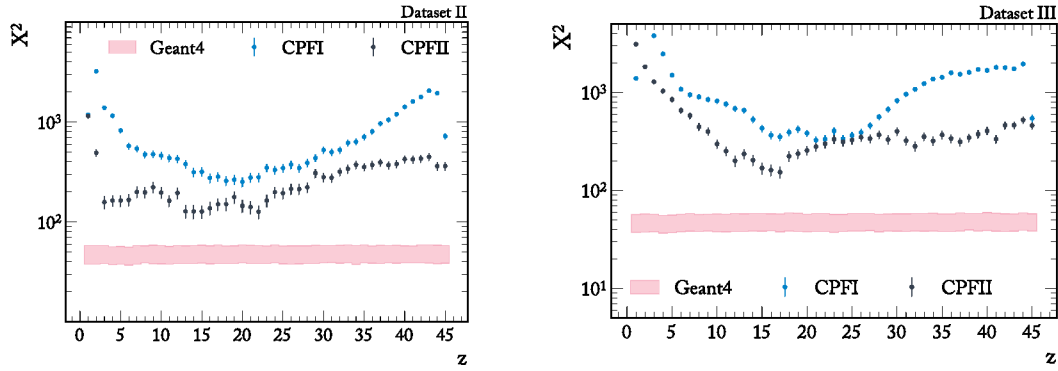 Dataset II
X²
Geant4 CPFI CPFII
10³
10²
0 5 10 15 20 25 30 35 40 45
z
Dataset III
X²
10³
10²
10¹
Geant4 CPFI CPFII
0 5 10 15 20 25 30 35 40 45
z